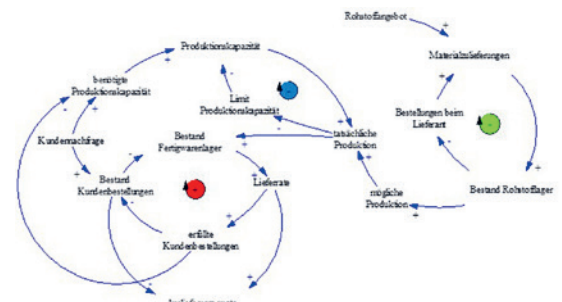 Rohstoffangebot
Produktionskapazität
Materialzulieferungen
benötigte
Produktionskapazität
Limit
Produktionskapazität
Bestellungen beim
Lieferant
Kundennachfrage
Bestand
Fertigwarenlager
tatsächliche
Produktion
Bestand
Kundenbestellungen
Lieferrate
mögliche
Produktion
Bestand Rohstofflager
erfüllte
Kundenbestellungen